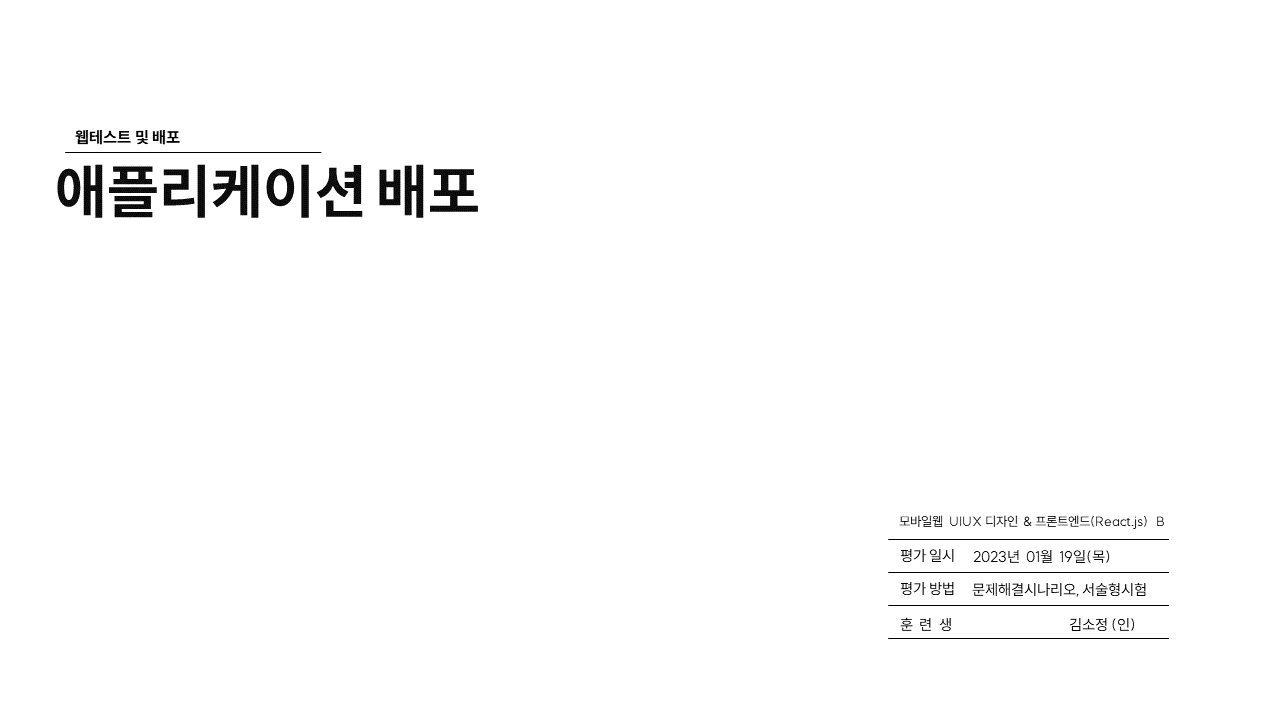 웹테스트 및 배포
애플리케이션 배포
모바일웹 UIUX 디자인 & 프론트엔드(React.js) B
평가 일시 2023년 01월 19일(목)
평가 방법 문제해결시나리오, 서술형시험
훈 련 생 김소정 (인)